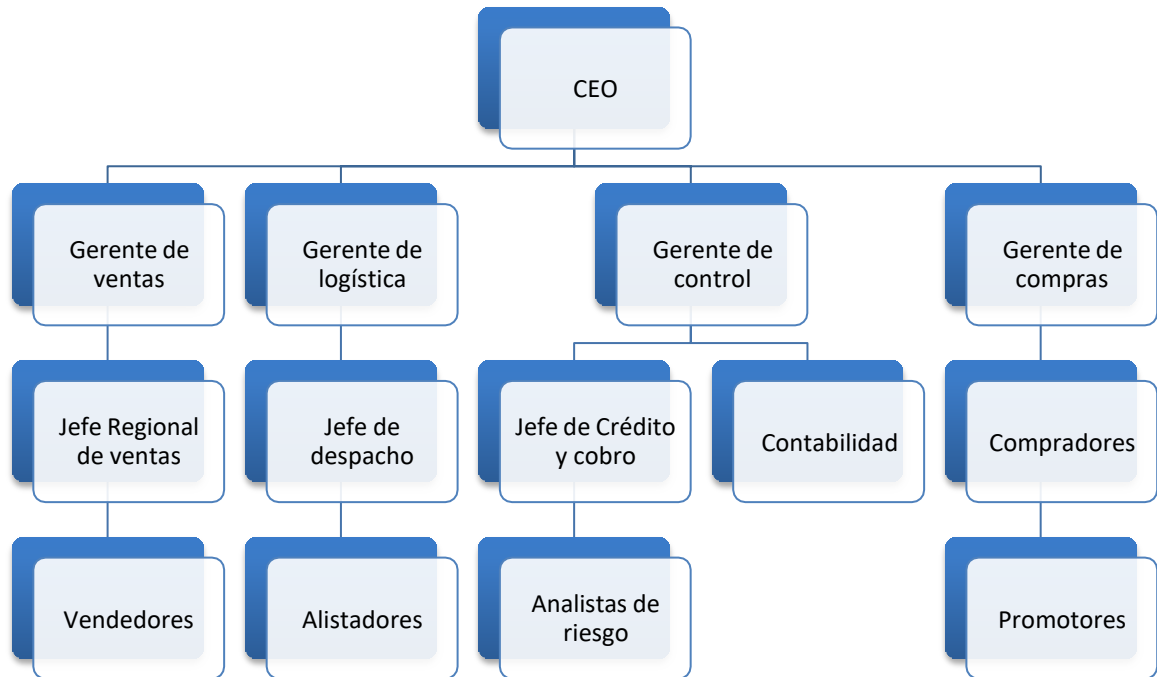 CEO
Gerente de
ventas
Gerente de
logística
Gerente de
control
Gerente de
compras
Jefe Regional
de ventas
Jefe de
despacho
Jefe de Crédito
y cobro
Contabilidad
Compradores
Vendedores
Alistadores
Analistas de
riesgo
Promotores